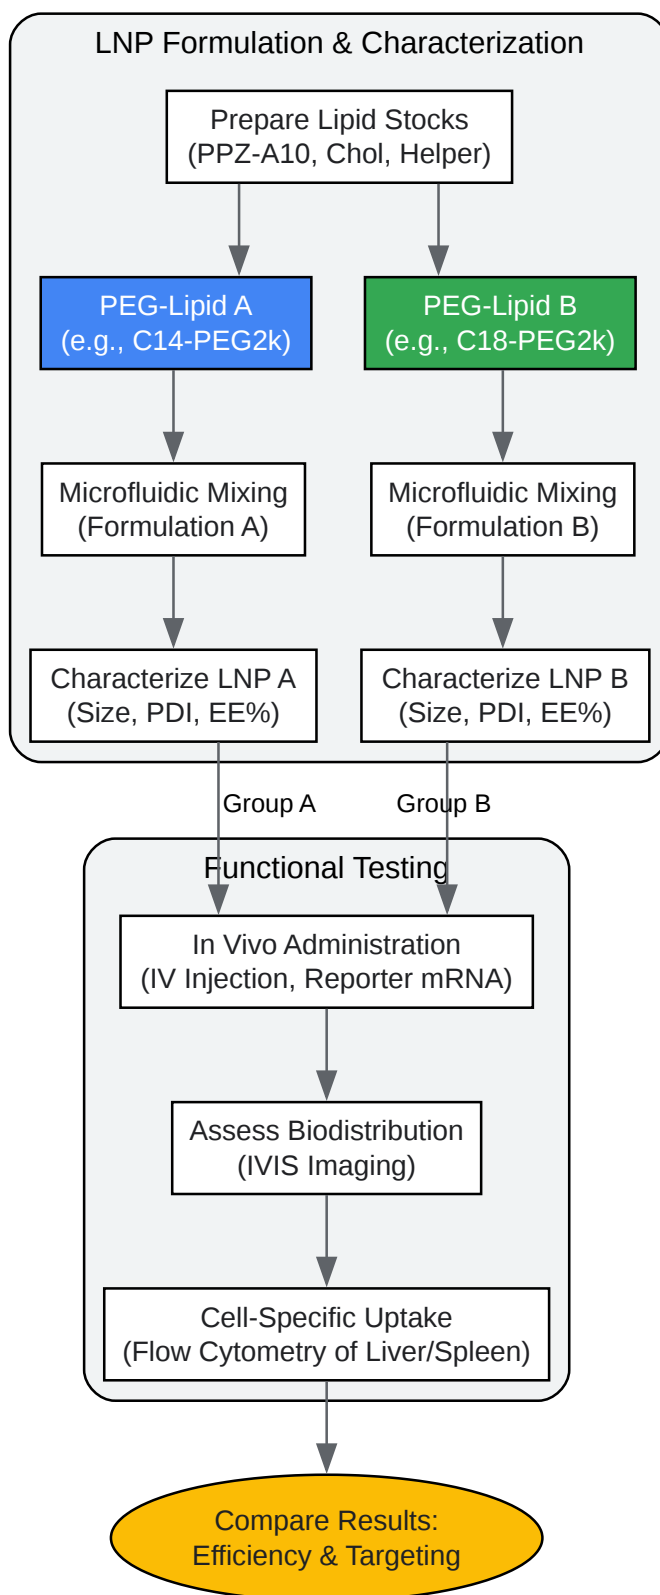 LNP Formulation & Characterization
Prepare Lipid Stocks
(PPZ-A10, Chol, Helper)
PEG-Lipid A
(e.g., C14-PEG2k)
PEG-Lipid B
(e.g., C18-PEG2k)
Microfluidic Mixing
(Formulation A)
Microfluidic Mixing
(Formulation B)
Characterize LNP A
(Size, PDI, EE%)
Characterize LNP B
(Size, PDI, EE%)
Group A
Group B
Functional Testing
In Vivo Administration
(IV Injection, Reporter mRNA)
Assess Biodistribution
(IVIS Imaging)
Cell-Specific Uptake
(Flow Cytometry of Liver/Spleen)
Compare Results:
Efficiency & Targeting